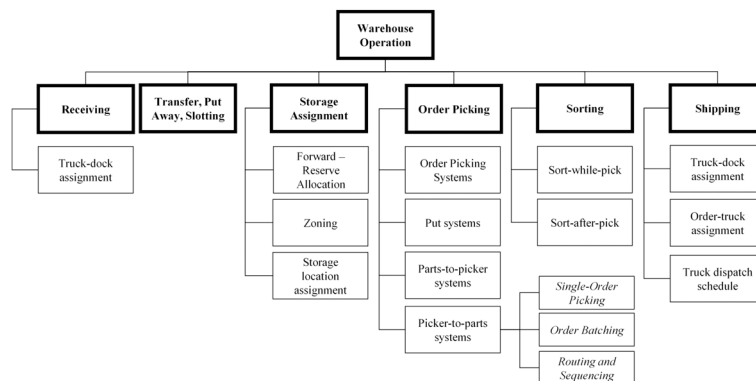 Warehouse
Operation
Receiving
Transfer, Put
Away, Slotting
Storage
Assignment
Order Picking
Sorting
Shipping
Truck-dock
assignment
Forward –
Reserve
Allocation
Zoning
Storage
location
assignment
Order Picking
Systems
Put systems
Parts-to-picker
systems
Picker-to-parts
systems
Single-Order
Picking
Order Batching
Routing and
Sequencing
Sort-while-pick
Sort-after-pick
Truck-dock
assignment
Order-truck
assignment
Truck dispatch
schedule